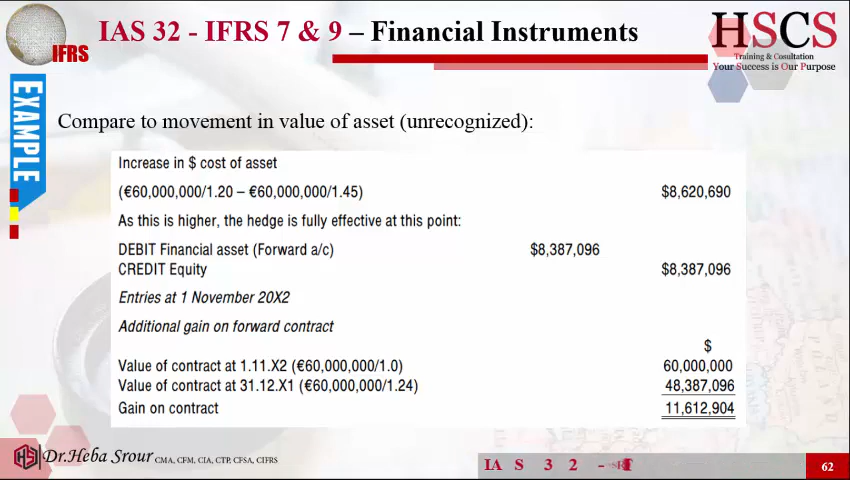 IAS 32 - IFRS 7 & 9 – Financial Instruments
IFRS
HSCS
Training & Cosultation
Your Success is Our Purpose
EXAMPLE
Compare to movement in value of asset (unrecognized):
Increase in $ cost of asset
(€60,000,000/1.20 – €60,000,000/1.45) $8,620,690
As this is higher, the hedge is fully effective at this point:
DEBIT Financial asset (Forward a/c) $8,387,096
CREDIT Equity $8,387,096
Entries at 1 November 20X2
Additional gain on forward contract
$
Value of contract at 1.11.X2 (€60,000,000/1.0) 60,000,000
Value of contract at 31.12.X1 (€60,000,000/1.24) 48,387,096
Gain on contract 11,612,904
HS Dr.Heba Srour CMA, CFM, CIA, CTP, CFSA, CIFRS
IA S 3 2 -
62